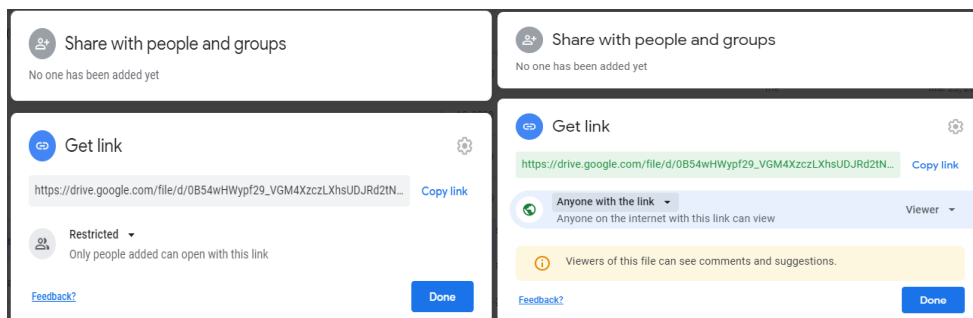 Share with people and groups
No one has been added yet
Get link
https://drive.google.com/file/d/0B54wHWypf29_VGM4XzczLXhsUDJRd2tN...
Copy link
Restricted
Only people added can open with this link
Feedback?
Done
Share with people and groups
No one has been added yet
Get link
https://drive.google.com/file/d/0B54wHWypf29_VGM4XzczLXhsUDJRd2tN...
Copy link
Anyone with the link
Anyone on the internet with this link can view
Viewer
Viewers of this file can see comments and suggestions.
Feedback?
Done